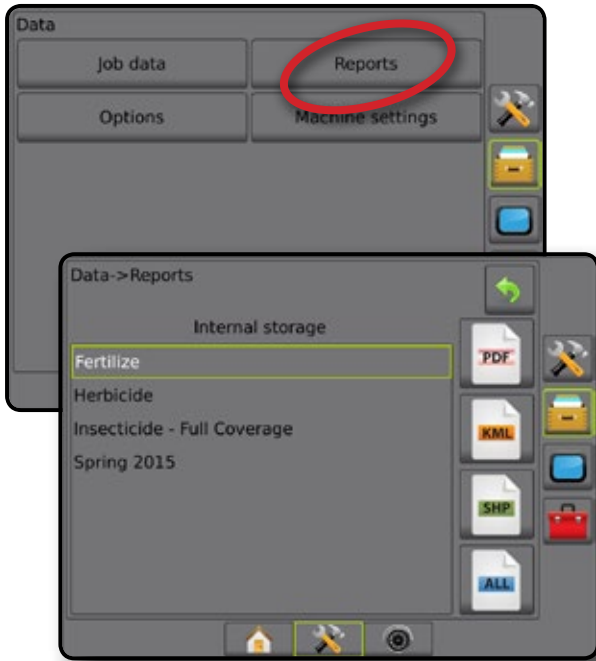 Data
Job data
Reports
Options
Machine settings
Data->Reports
Internal storage
Fertilize
Herbicide
Insecticide - Full Coverage
Spring 2015
PDF
KML
SHP
ALL